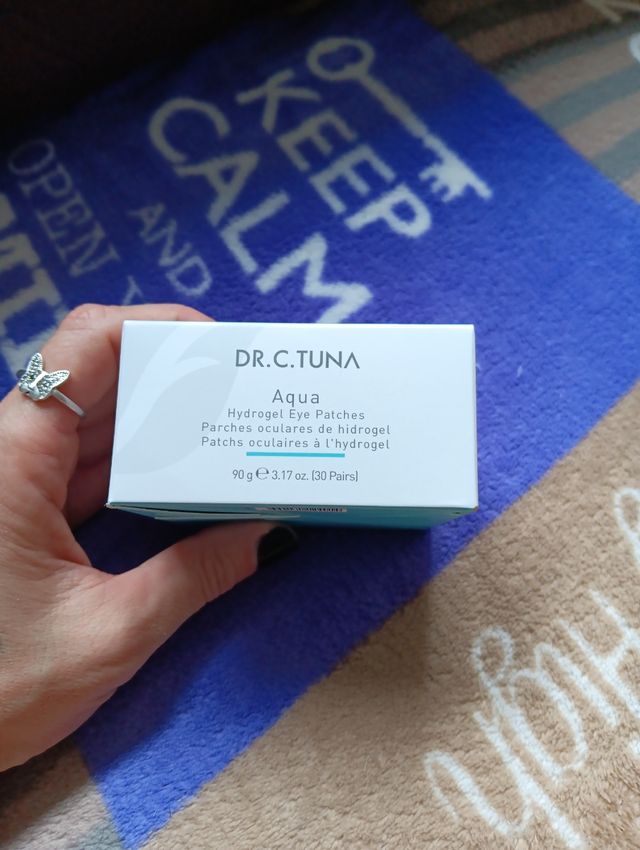 KEEP
CALM
AND
OPEN
DR.C.TUNA
Aqua
Hydrogel Eye Patches
Parches oculares de hidrogel
Patchs oculaires à l'hydrogel
90 g ℮ 3.17 oz. (30 Pairs)